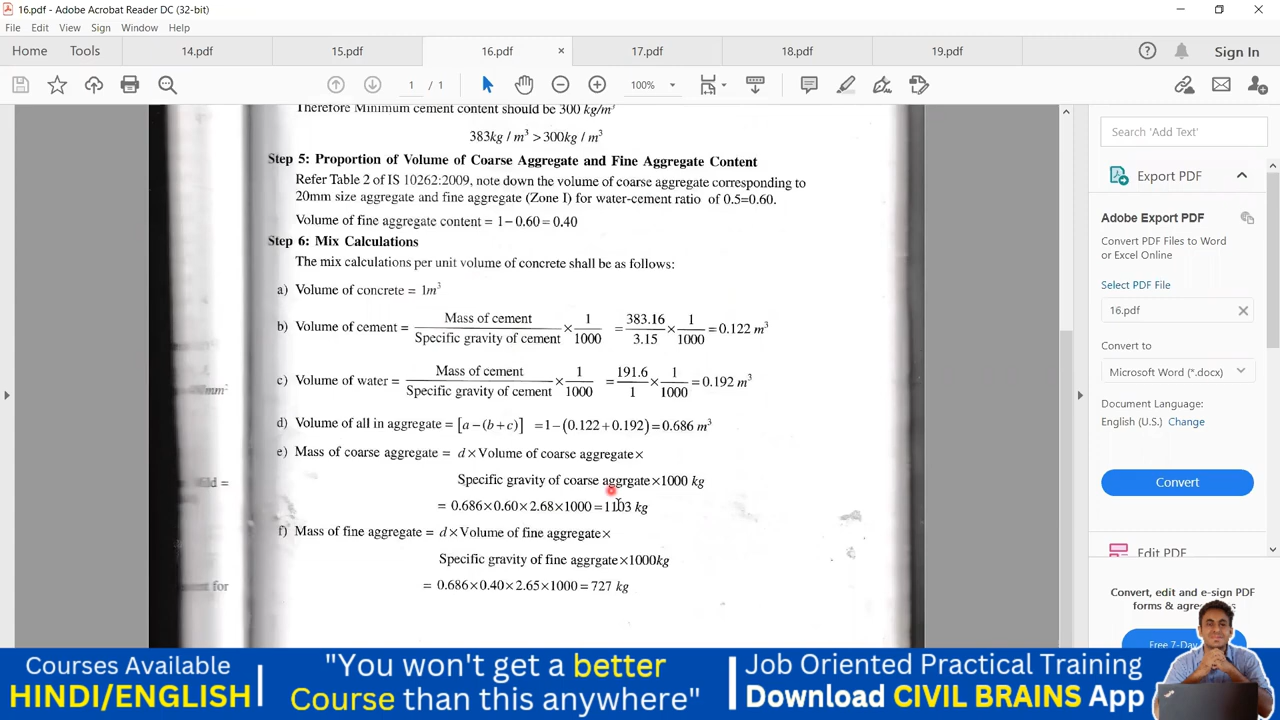 16.pdf - Adobe Acrobat Reader DC (32-bit)
File Edit View Sign Window Help
Home Tools 14.pdf 15.pdf 16.pdf × 17.pdf 18.pdf 19.pdf Sign In
1 / 1 100%
Therefore Minimum cement content should be 300 kg/m³
383kg / m³ > 300kg / m³
Step 5: Proportion of Volume of Coarse Aggregate and Fine Aggregate Content
Refer Table 2 of IS 10262:2009, note down the volume of coarse aggregate corresponding to
20mm size aggregate and fine aggregate (Zone I) for water-cement ratio of 0.5=0.60.
Volume of fine aggregate content = 1− 0.60 = 0.40
Step 6: Mix Calculations
The mix calculations per unit volume of concrete shall be as follows:
a) Volume of concrete = 1m³
b) Volume of cement = Mass of cement / Specific gravity of cement × 1/1000 = 383.16/3.15 × 1/1000 = 0.122 m³
c) Volume of water = Mass of cement / Specific gravity of cement × 1/1000 = 191.6/1 × 1/1000 = 0.192 m³
d) Volume of all in aggregate = [a −(b + c)] = 1−(0.122+0.192) = 0.686 m³
e) Mass of coarse aggregate = d × Volume of coarse aggregate ×
Specific gravity of coarse aggrgate ×1000 kg
= 0.686×0.60×2.68×1000 = 1103 kg
f) Mass of fine aggregate = d × Volume of fine aggregate ×
Specific gravity of fine aggrgate ×1000kg
= 0.686×0.40×2.65×1000 = 727 kg
mm²
=
for
Search 'Add Text'
Export PDF
Adobe Export PDF
Convert PDF Files to Word
or Excel Online
Select PDF File
16.pdf
Convert to
Microsoft Word (*.docx)
Document Language:
English (U.S.) Change
Convert
Edit PDF
Convert, edit and e-sign PDF
forms & agre
Free 7-Day
Courses Available
HINDI/ENGLISH
"You won't get a better
Course than this anywhere"
Job Oriented Practical Training
Download CIVIL BRAINS App